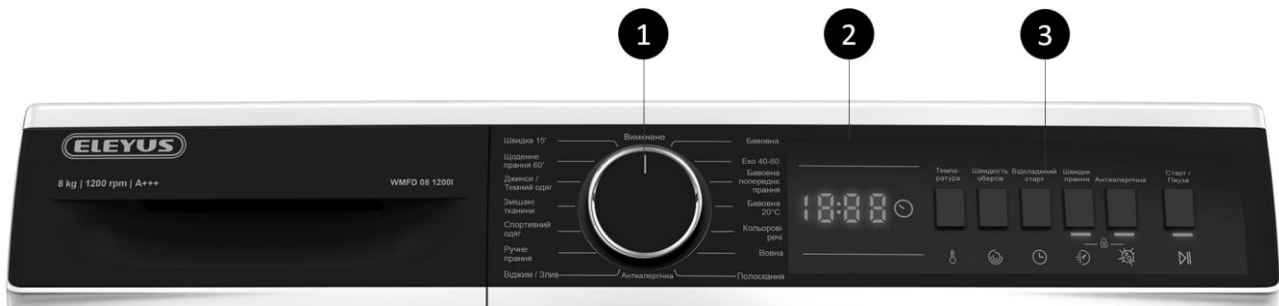 1
2
3
ELEYUS
8 kg | 1200 rpm | A+++
WMFD 08 1200I
Вимкнено
Швидка 15'
Щоденне
прання 60'
Джинси /
Темний одяг
Змішані
тканини
Спортивний
одяг
Ручне
прання
Віджим / Злив
Антиалергічна
Бавовна
Еко 40-60
Бавовна
попереднє
прання
Бавовна
20°C
Кольорові
речі
Вовна
Полоскання
18:88
Темпе-
ратура
Швидкість
обертів
Відкладений
старт
Швидке
прання
Антиалергічна
Старт /
Пауза